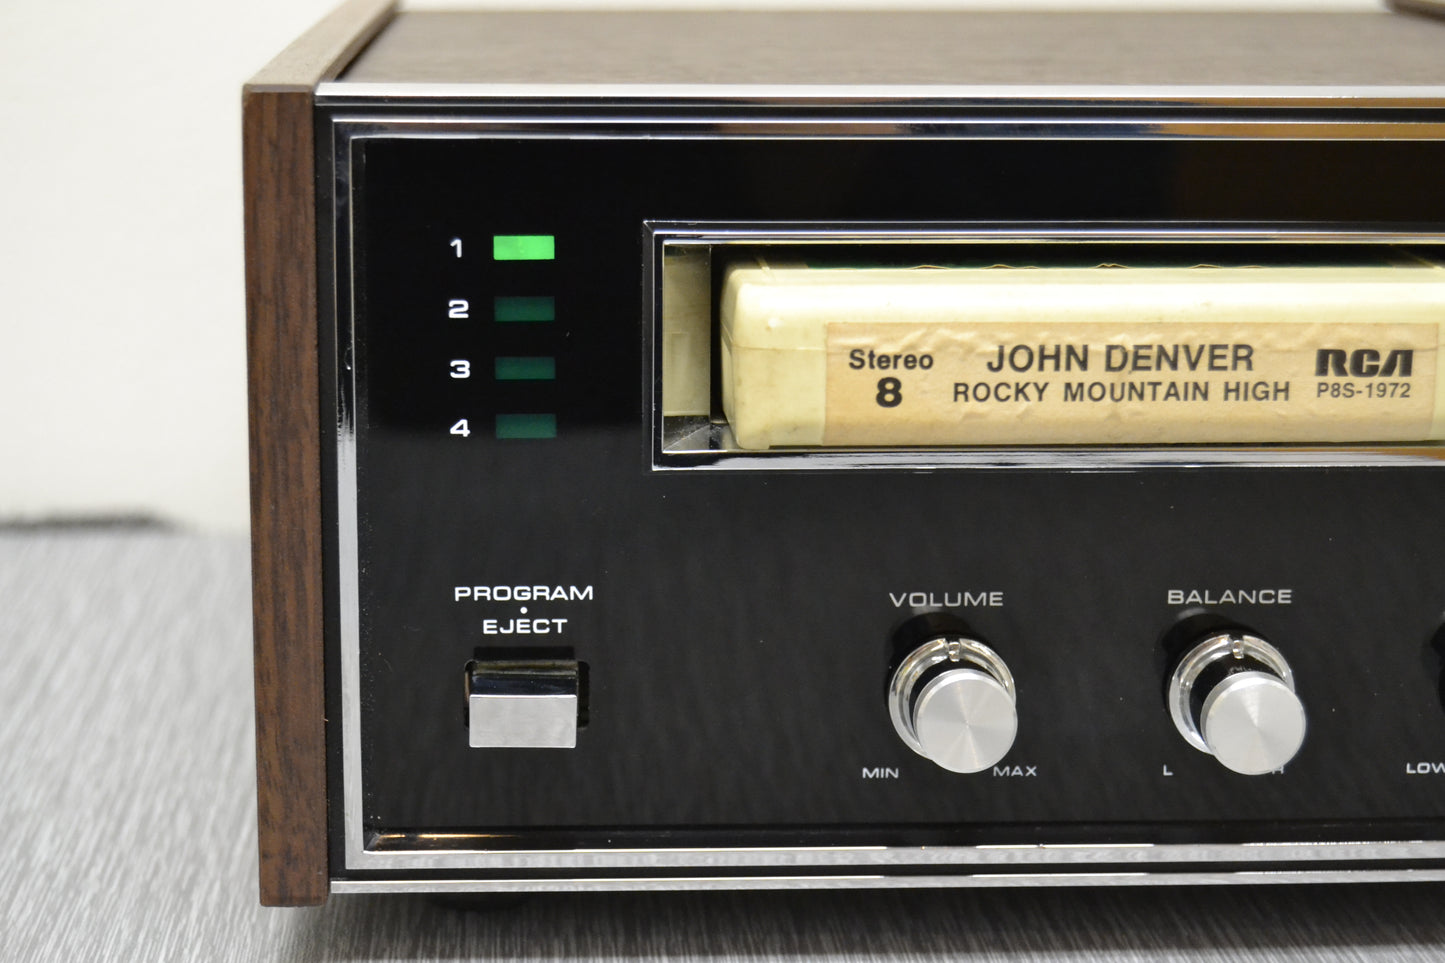 1
2
3
4
Stereo
8
JOHN DENVER
ROCKY MOUNTAIN HIGH
RCA
P8S-1972
PROGRAM
•
EJECT
VOLUME
MIN MAX
BALANCE
L
LOW